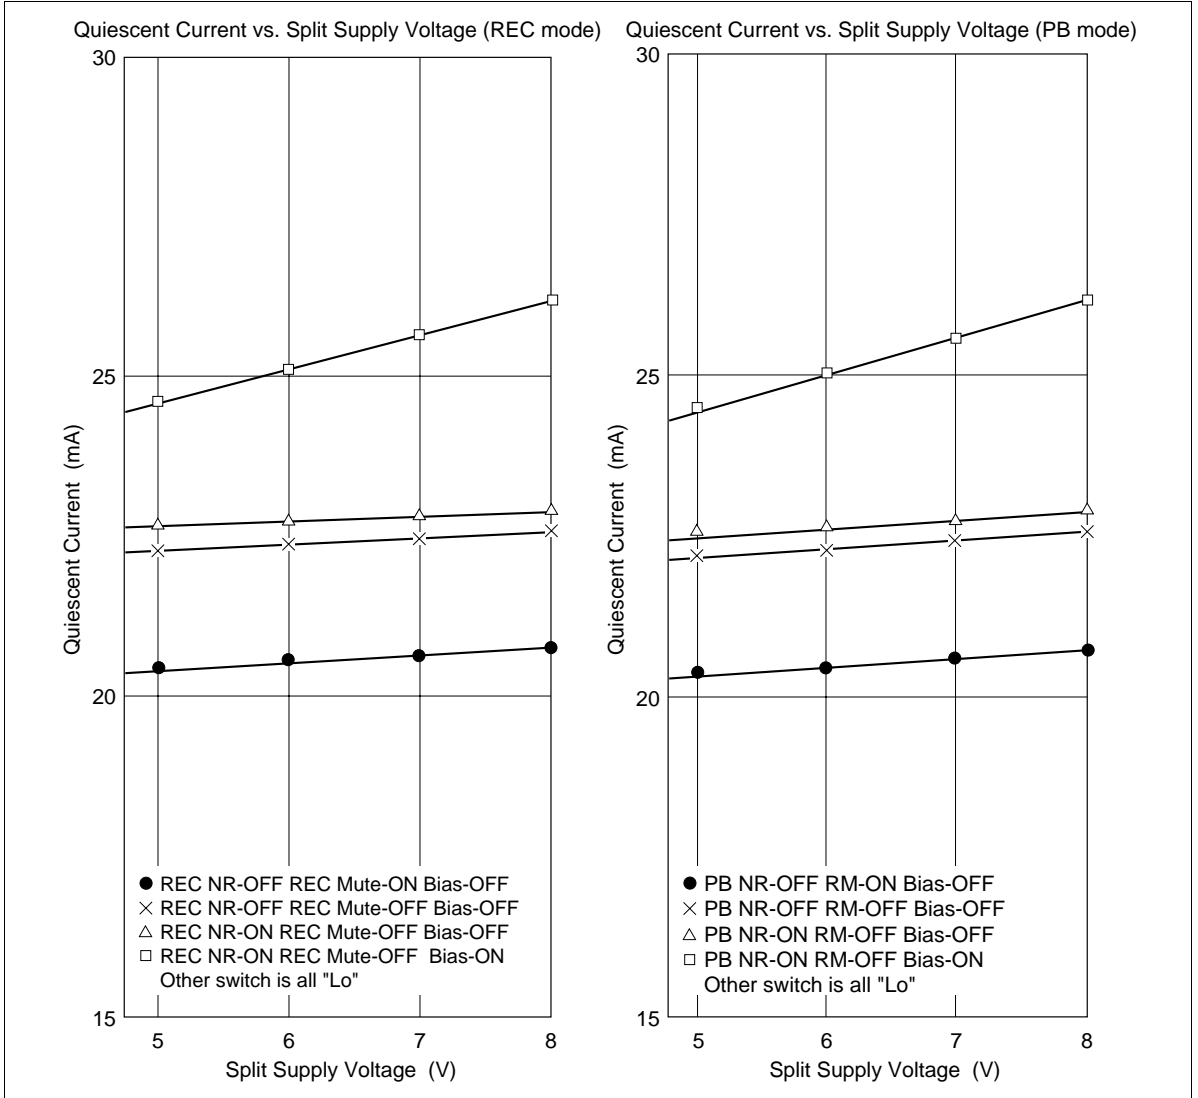 Quiescent Current vs. Split Supply Voltage (REC mode)
30
25
20
15
Quiescent Current (mA)
● REC NR-OFF REC Mute-ON Bias-OFF
× REC NR-OFF REC Mute-OFF Bias-OFF
△ REC NR-ON REC Mute-OFF Bias-OFF
□ REC NR-ON REC Mute-OFF Bias-ON
Other switch is all "Lo"
5 6 7 8
Split Supply Voltage (V)
Quiescent Current vs. Split Supply Voltage (PB mode)
30
25
20
15
Quiescent Current (mA)
● PB NR-OFF RM-ON Bias-OFF
× PB NR-OFF RM-OFF Bias-OFF
△ PB NR-ON RM-OFF Bias-OFF
□ PB NR-ON RM-OFF Bias-ON
Other switch is all "Lo"
5 6 7 8
Split Supply Voltage (V)